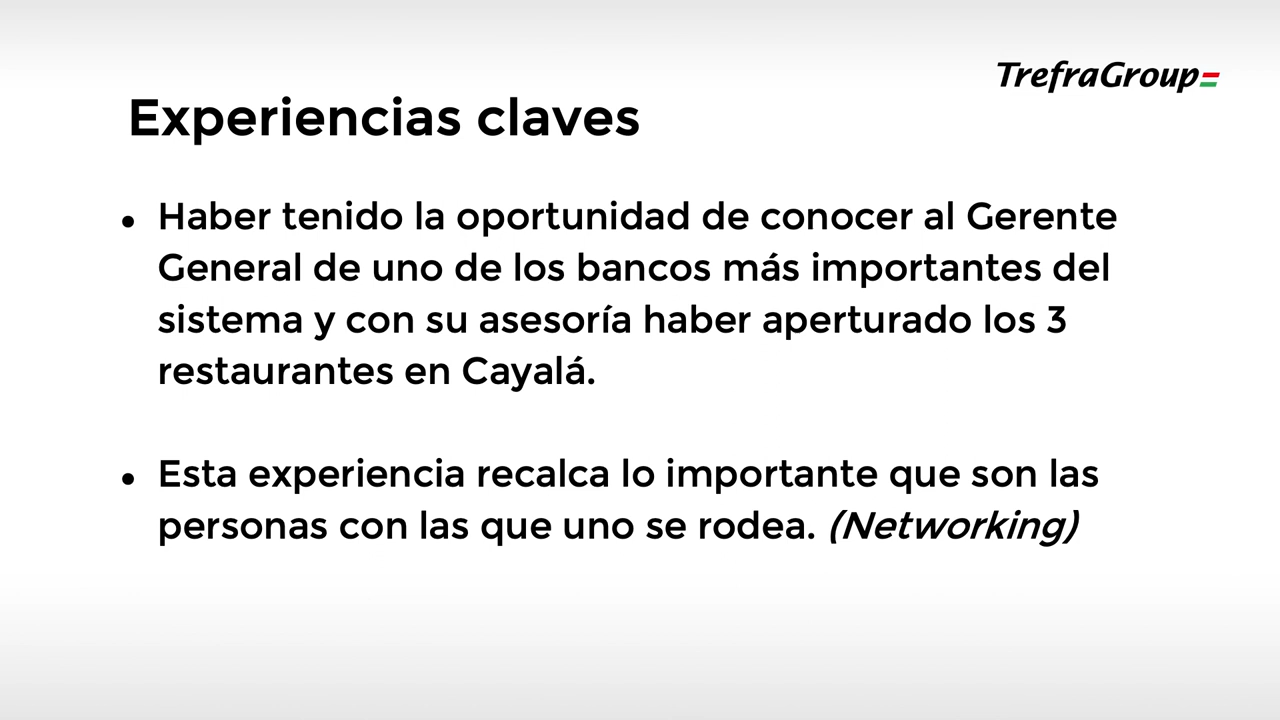 TrefraGroup
Experiencias claves
• Haber tenido la oportunidad de conocer al Gerente
General de uno de los bancos más importantes del
sistema y con su asesoría haber aperturado los 3
restaurantes en Cayalá.
• Esta experiencia recalca lo importante que son las
personas con las que uno se rodea. (Networking)